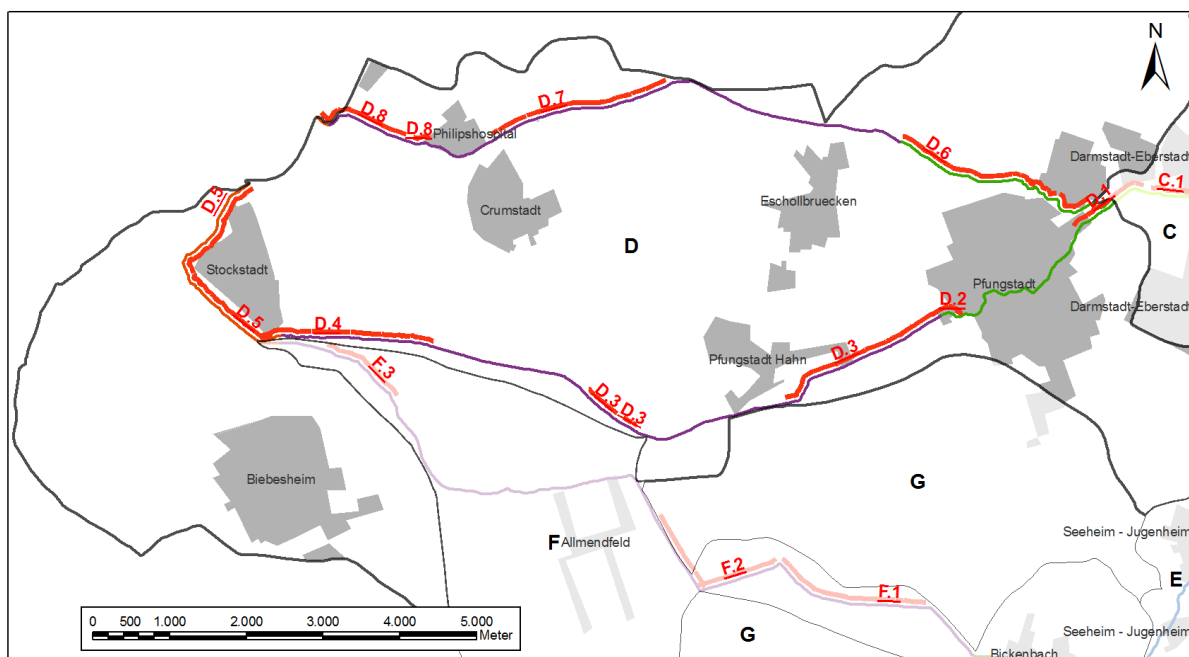 N
D.8
D.8
Philipshospital
D.7
D.6
Darmstadt-Eberstadt
D.1
C.1
D.5
Crumstadt
Eschollbruecken
D
C
Stockstadt
Pfungstadt
D.2
Darmstadt-Eberstadt
D.5
D.4
F.3
Pfungstadt Hahn
D.3
D.3
D.3
Biebesheim
G
F
Allmendfeld
Seeheim - Jugenheim
E
F.2
F.1
G
Seeheim - Jugenheim
Bickenbach
0 500 1.000 2.000 3.000 4.000 5.000
Meter